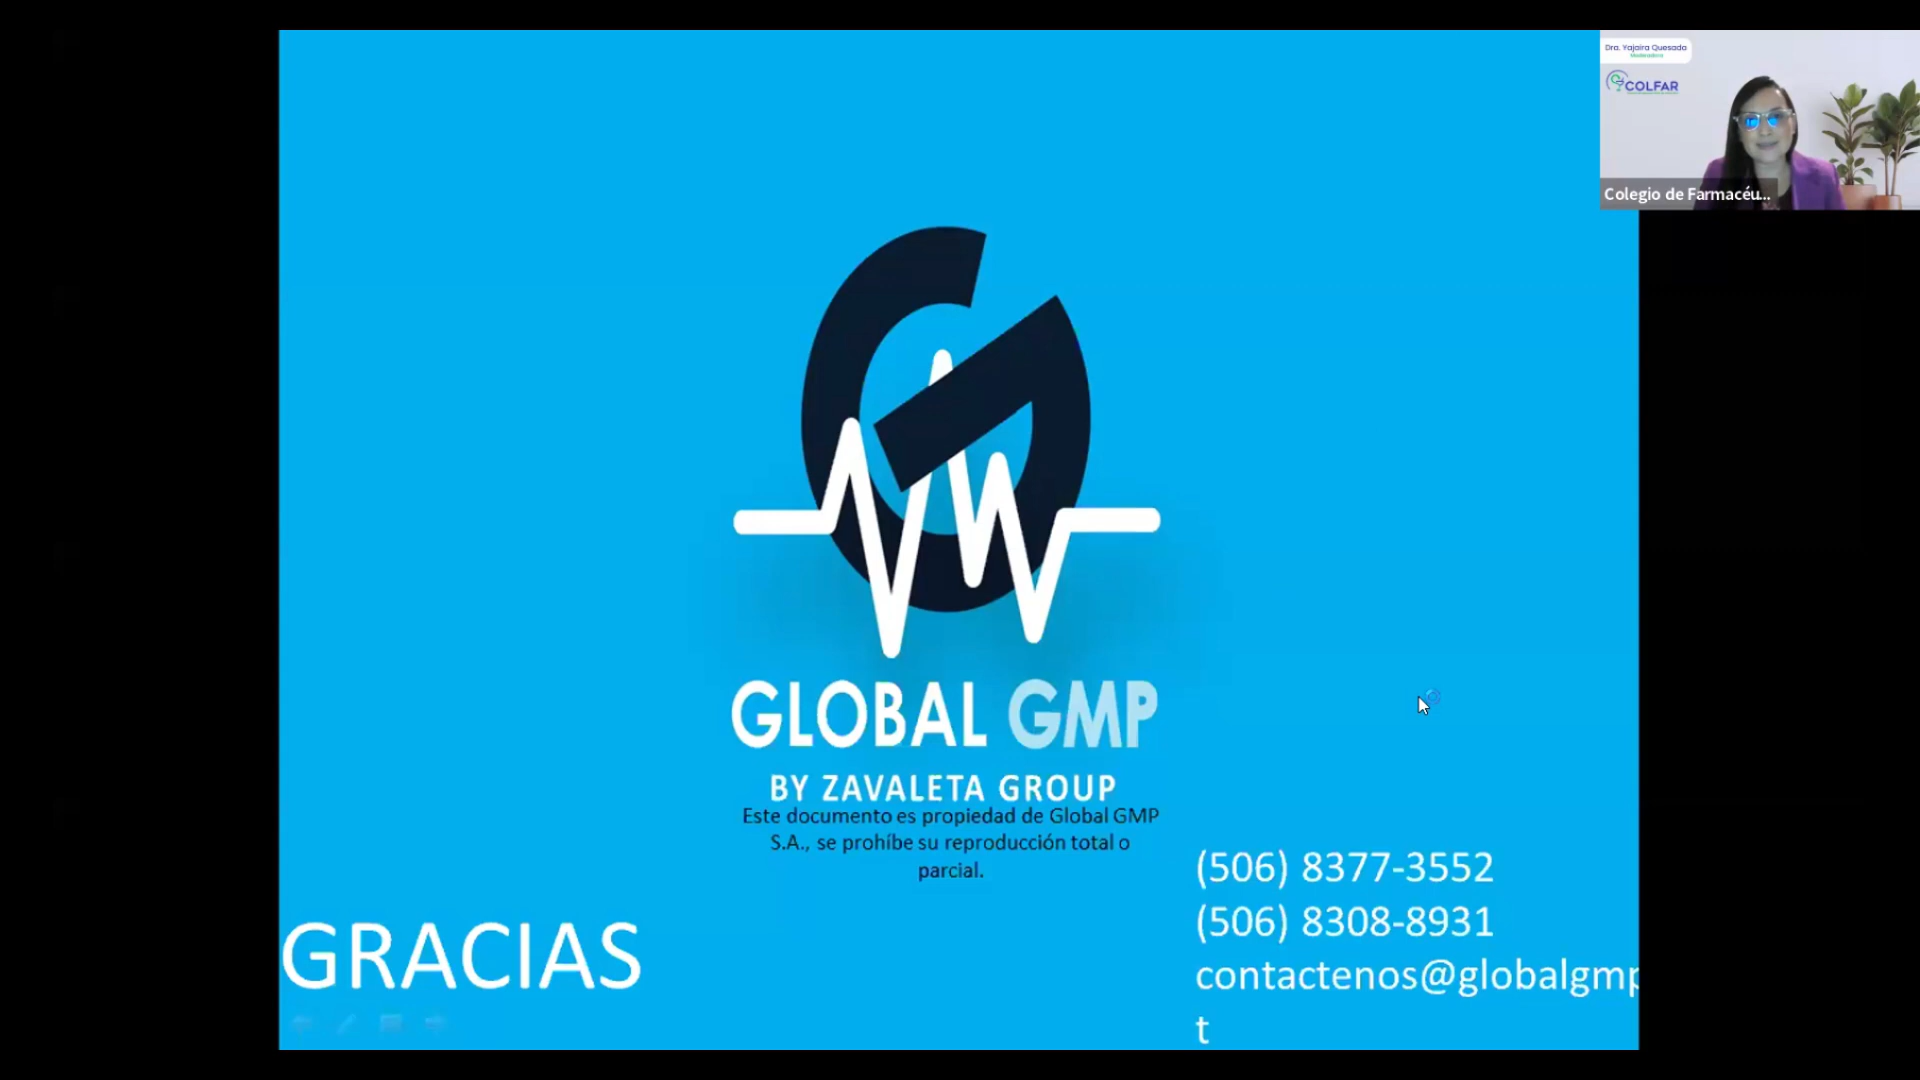 Dra. Yajaira Quesada
Moderadora
COLFAR
Colegio de Farmacéu...
GLOBAL GMP
BY ZAVALETA GROUP
Este documento es propiedad de Global GMP
S.A., se prohíbe su reproducción total o
parcial.
GRACIAS
(506) 8377-3552
(506) 8308-8931
contactenos@globalgmp
t